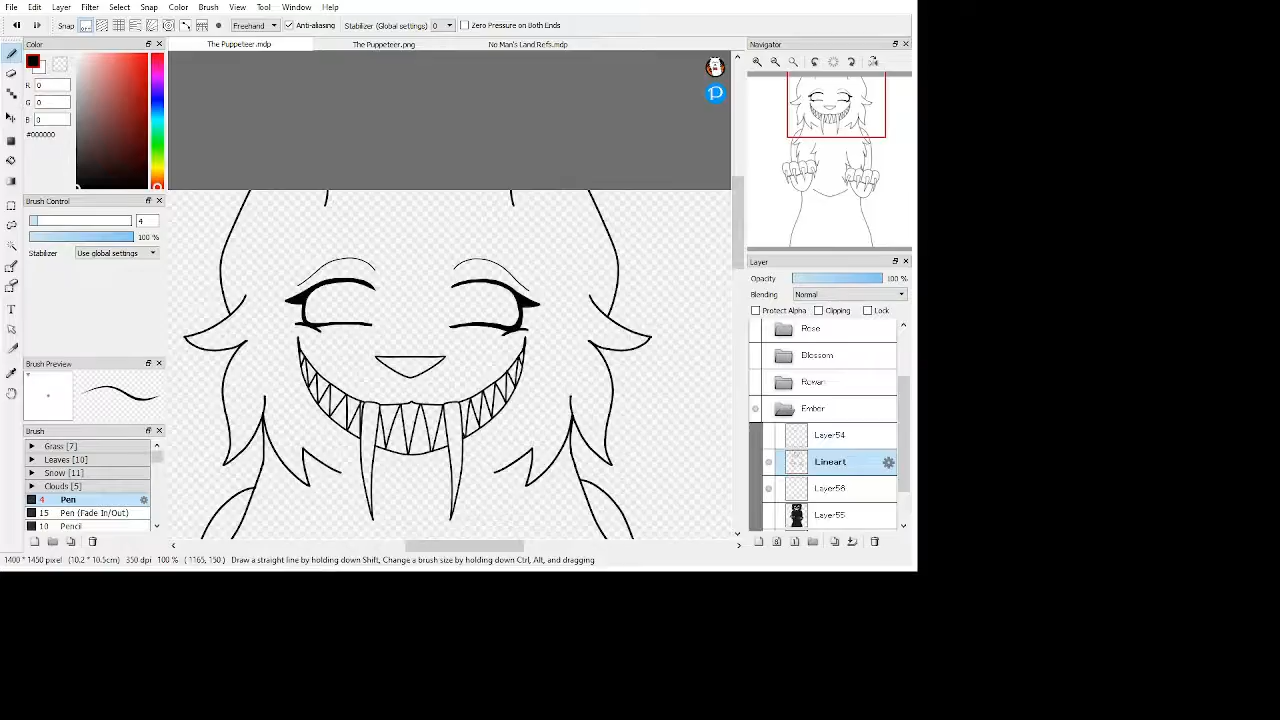 File Edit Layer Filter Select Snap Color Brush View Tool Window Help
Snap Freehand Anti-aliasing Stabilizer (Global settings) 0 Zero Pressure on Both Ends
Color
The Puppeteer.mdp The Puppeteer.png No Man's Land Refs.mdp
Navigator
R 0
G 0
B 0
#000000
Brush Control
4
100 %
Stabilizer Use global settings
Layer
Opacity 100 %
Blending Normal
Protect Alpha Clipping Lock
Rose
Blossom
Rowan
Ember
Layer54
Lineart
Layer58
Layer55
Brush Preview
Brush
Grass [7]
Leaves [10]
Snow [11]
Clouds [5]
4 Pen
15 Pen (Fade In/Out)
10 Pencil
1400 * 1450 pixel (10.2 * 10.5cm) 350 dpi 100 % ( 1165, 150 ) Draw a straight line by holding down Shift, Change a brush size by holding down Ctrl, Alt, and dragging